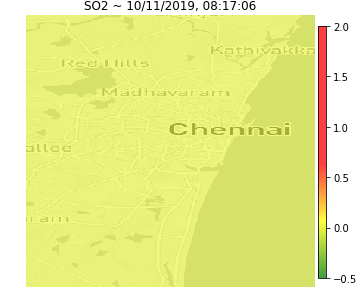 SO2 ~ 10/11/2019, 08:17:06
Kathivakka
Red Hills
Madhavaram
Chennai
allee
ram
2.0
1.5
1.0
0.5
0.0
−0.5